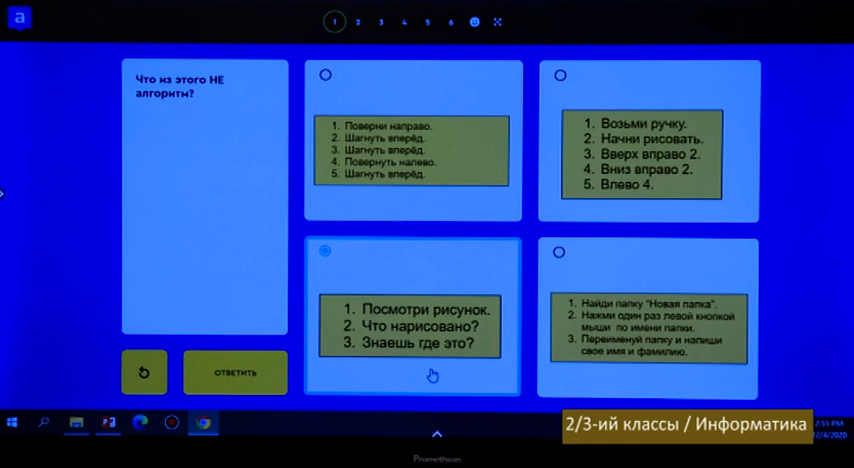 a
1 2 3 4 5 6
Что из этого НЕ
алгоритм?
1. Поверни направо.
2. Шагнуть вперёд.
3. Шагнуть вперёд.
4. Повернуть налево.
5. Шагнуть вперёд.
1. Возьми ручку.
2. Начни рисовать.
3. Вверх вправо 2.
4. Вниз вправо 2.
5. Влево 4.
1. Посмотри рисунок.
2. Что нарисовано?
3. Знаешь где это?
1. Найди папку "Новая папка".
2. Нажми один раз левой кнопкой
мыши по имени папки.
3. Переименуй папку и напиши
свое имя и фамилию.
ОТВЕТИТЬ
2/3-ий классы / Информатика
Promethean